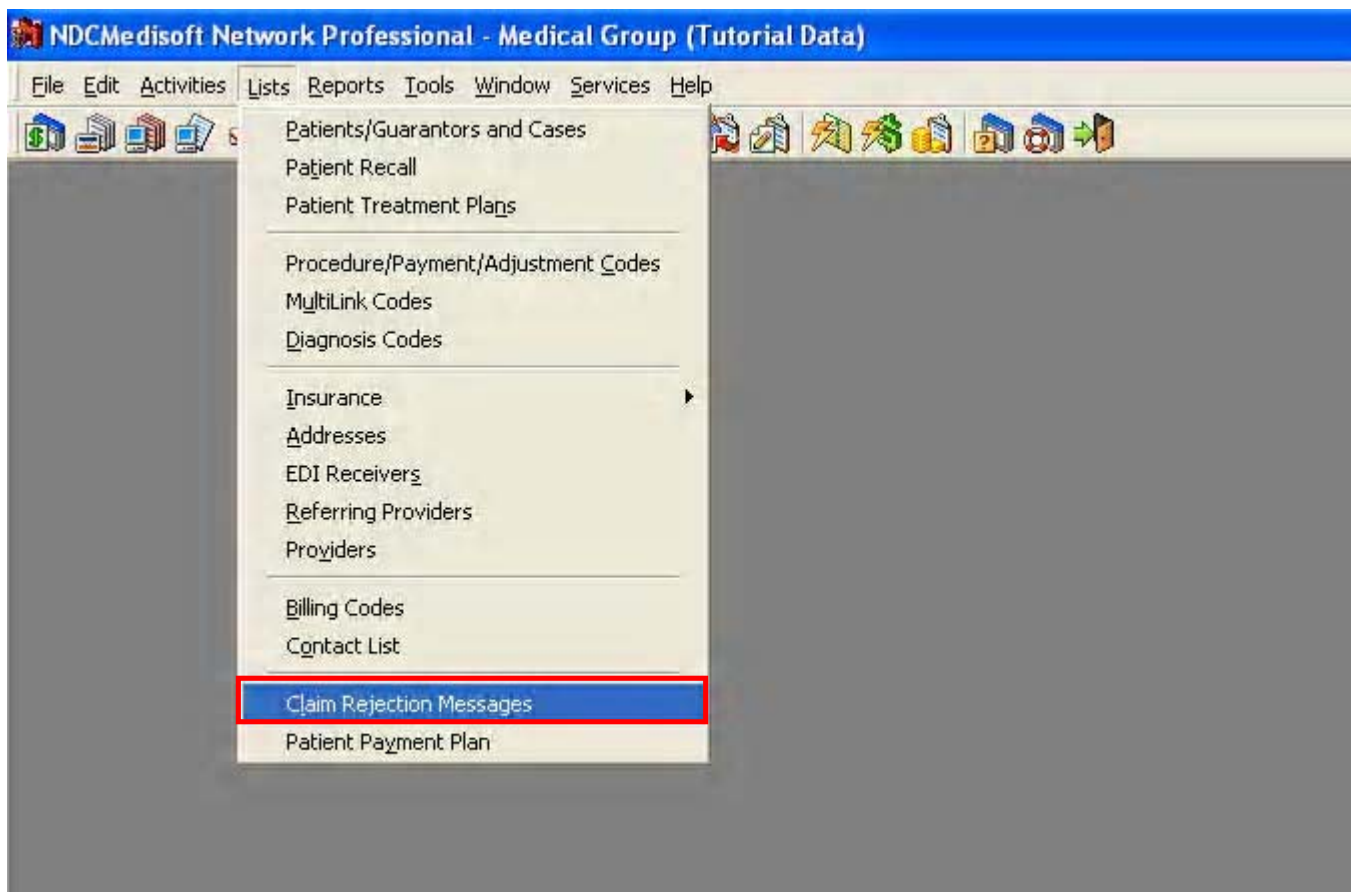 NDCMedisoft Network Professional - Medical Group (Tutorial Data)
File Edit Activities Lists Reports Tools Window Services Help
Patients/Guarantors and Cases
Patient Recall
Patient Treatment Plans
Procedure/Payment/Adjustment Codes
MultiLink Codes
Diagnosis Codes
Insurance
Addresses
EDI Receivers
Referring Providers
Providers
Billing Codes
Contact List
Claim Rejection Messages
Patient Payment Plan